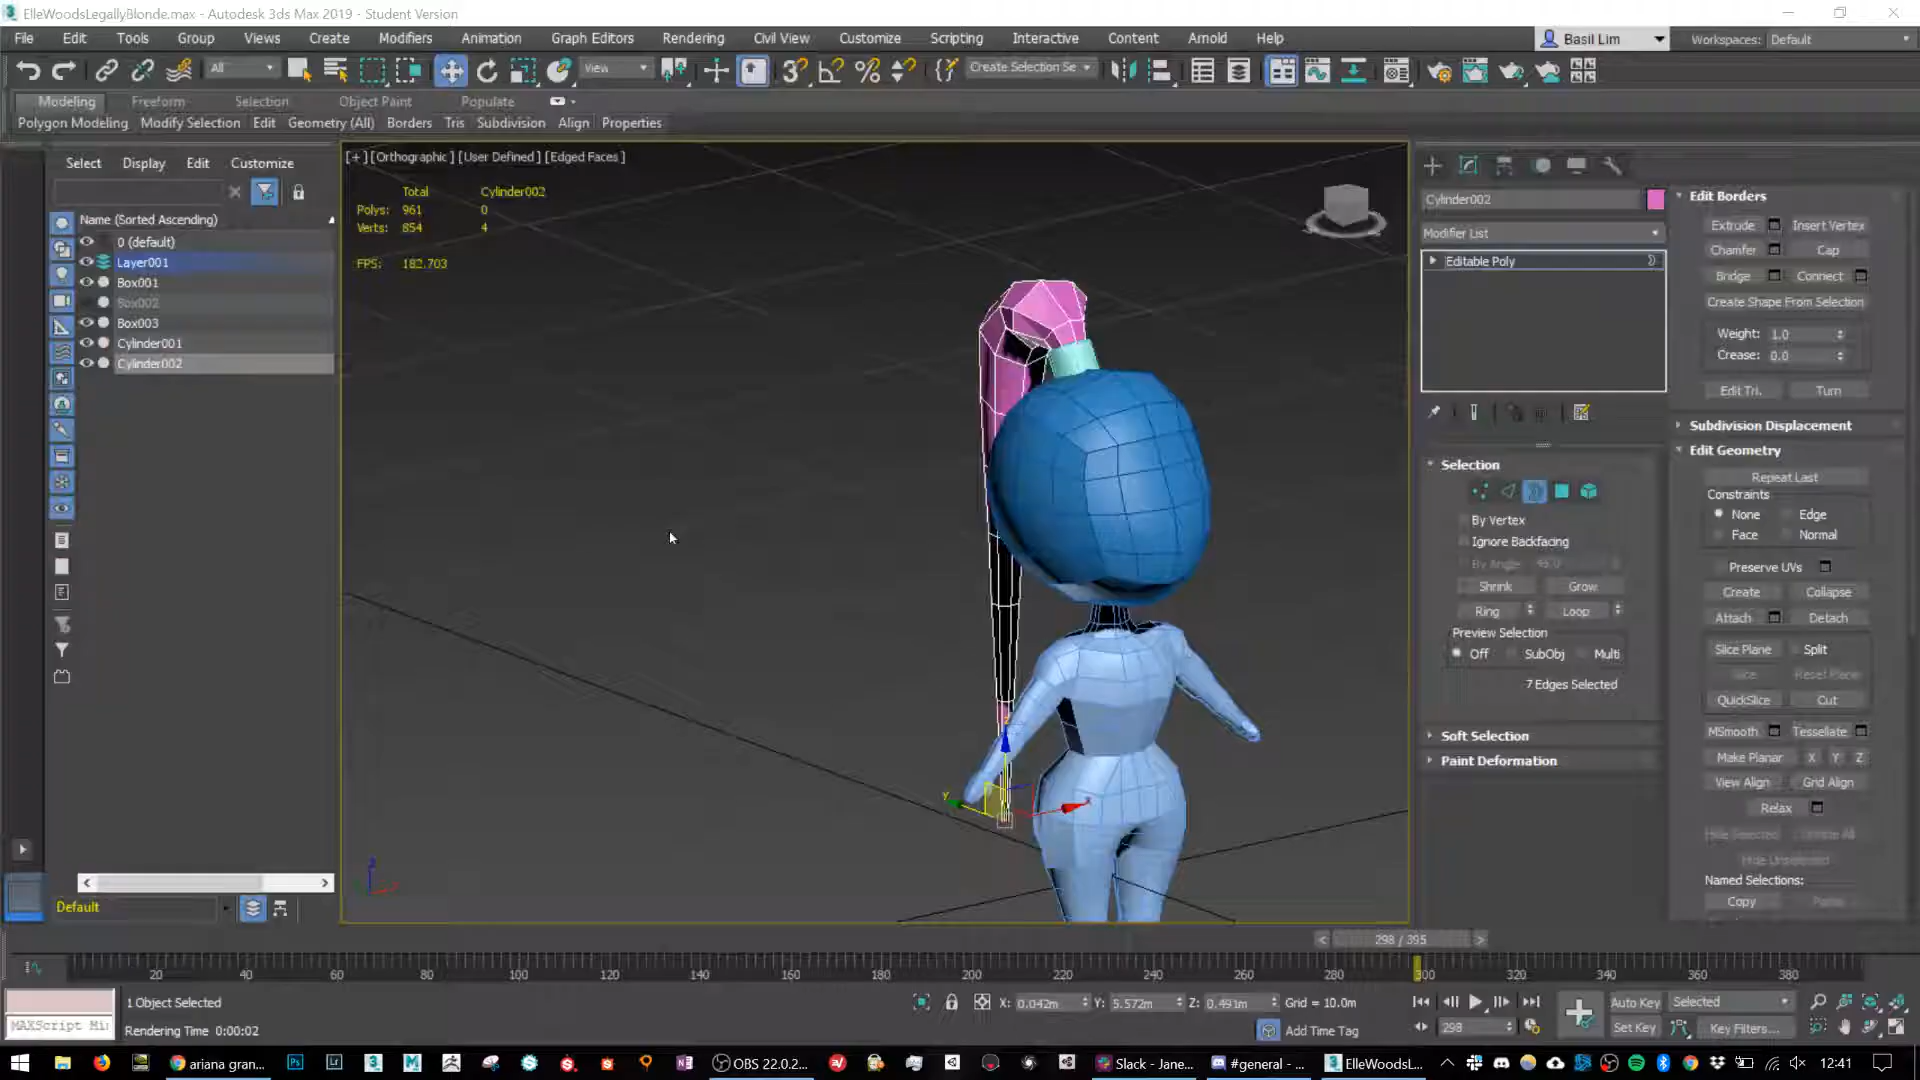 ElleWoodsLegallyBlonde.max - Autodesk 3ds Max 2019 - Student Version
File Edit Tools Group Views Create Modifiers Animation Graph Editors Rendering Civil View Customize Scripting Interactive Content Arnold Help
Basil Lim Workspaces: Default
All View Create Selection Se
Modeling Freeform Selection Object Paint Populate
Polygon Modeling Modify Selection Edit Geometry (All) Borders Tris Subdivision Align Properties
Select Display Edit Customize
Name (Sorted Ascending)
0 (default)
Layer001
Box001
Box002
Box003
Cylinder001
Cylinder002
Default
[+] [Orthographic] [User Defined] [Edged Faces]
Total Cylinder002
Polys: 961 0
Verts: 854 4
FPS: 182.703
Cylinder002
Modifier List
Editable Poly
Selection
By Vertex
Ignore Backfacing
By Angle: 45.0
Shrink Grow
Ring Loop
Preview Selection
Off SubObj Multi
7 Edges Selected
Soft Selection
Paint Deformation
Edit Borders
Extrude Insert Vertex
Chamfer Cap
Bridge Connect
Create Shape From Selection
Weight: 1.0
Crease: 0.0
Edit Tri. Turn
Subdivision Displacement
Edit Geometry
Repeat Last
Constraints
None Edge
Face Normal
Preserve UVs
Create Collapse
Attach Detach
Slice Plane Split
Slice Reset Plane
QuickSlice Cut
MSmooth Tessellate
Make Planar X Y Z
View Align Grid Align
Relax
Hide Selected Unhide All
Hide Unselected
Named Selections:
Copy Paste
298 / 395
20 40 60 80 100 120 140 160 180 200 220 240 260 280 300 320 340 360 380
1 Object Selected
X: 0.042m Y: 5.572m Z: 0.491m Grid = 10.0m
Auto Key Selected
MAXScript Mi
Rendering Time 0:00:02
Add Time Tag
298
Set Key Key Filters...
ariana gran...
OBS 22.0.2...
Slack - Jane...
#general - ...
ElleWoodsL...
12:41